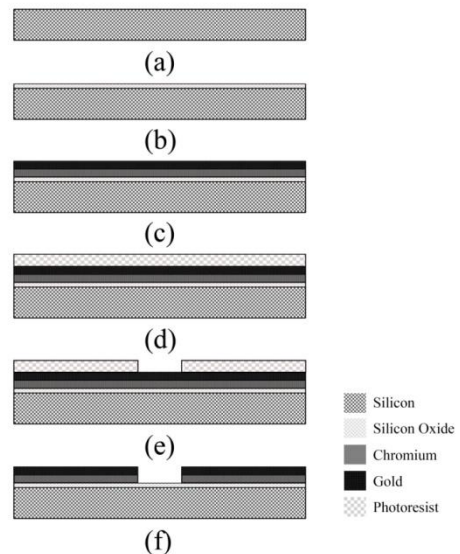 (a)
(b)
(c)
(d)
(e)
(f)
Silicon
Silicon Oxide
Chromium
Gold
Photoresist